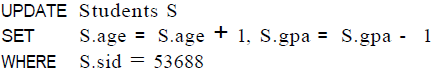 UPDATE Students S
SET S.age = S.age + 1, S.gpa = S.gpa - 1
WHERE S.sid = 53688